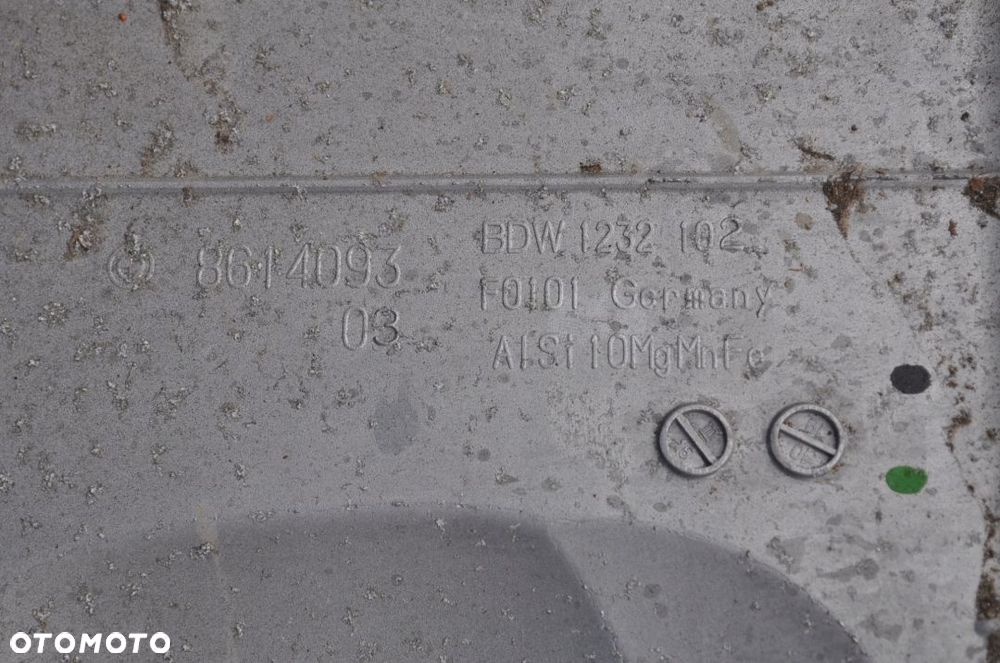 © 8614093
03
BDW 1232 102
F0101 Germany
AlSi10MgMnFe
OTOMOTO